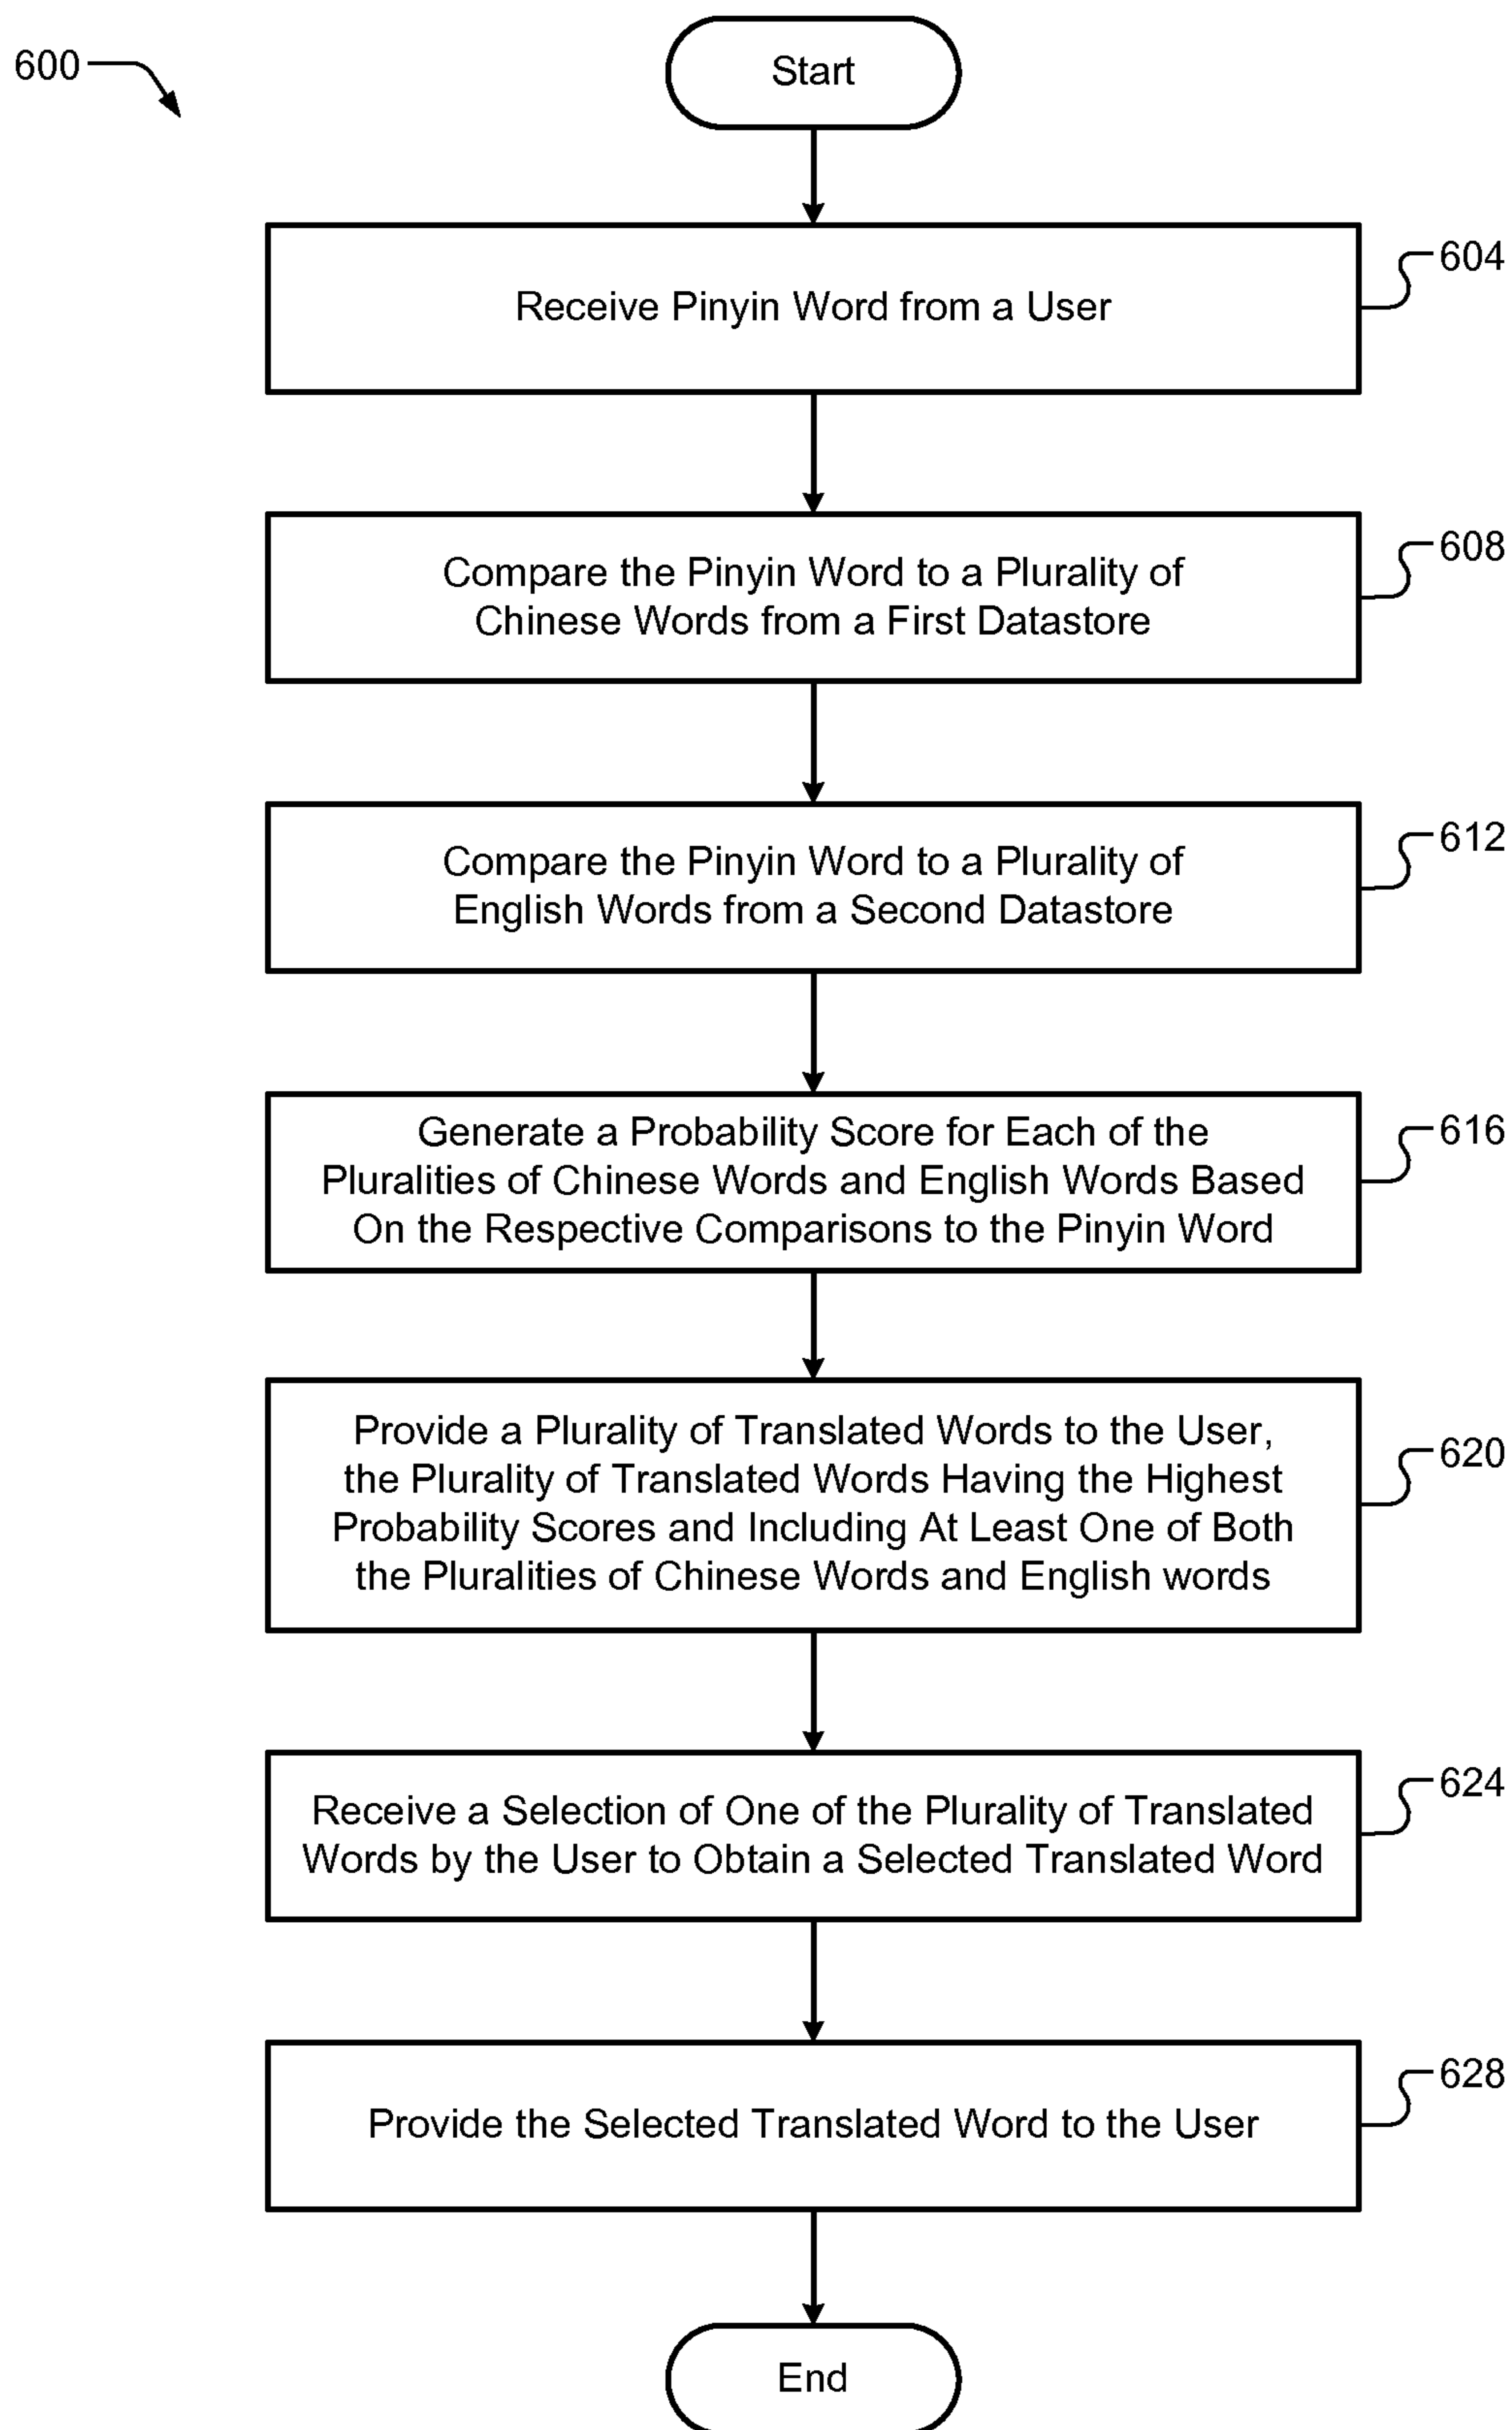 600
Start
Receive Pinyin Word from a User
604
Compare the Pinyin Word to a Plurality of
Chinese Words from a First Datastore
608
Compare the Pinyin Word to a Plurality of
English Words from a Second Datastore
612
Generate a Probability Score for Each of the
Pluralities of Chinese Words and English Words Based
On the Respective Comparisons to the Pinyin Word
616
Provide a Plurality of Translated Words to the User,
the Plurality of Translated Words Having the Highest
Probability Scores and Including At Least One of Both
the Pluralities of Chinese Words and English words
620
Receive a Selection of One of the Plurality of Translated
Words by the User to Obtain a Selected Translated Word
624
Provide the Selected Translated Word to the User
628
End